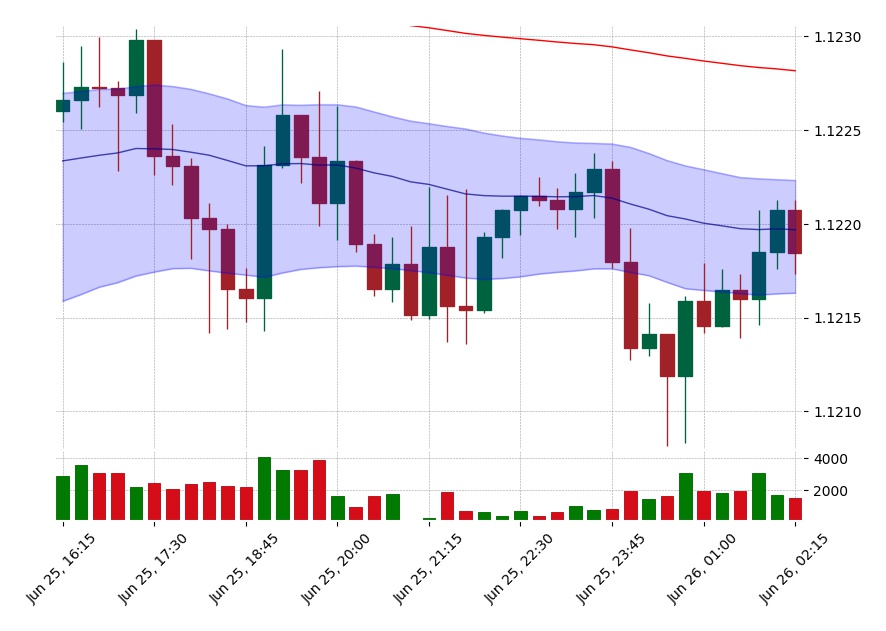 1.1230
1.1225
1.1220
1.1215
1.1210
4000
2000
Jun 25, 16:15
Jun 25, 17:30
Jun 25, 18:45
Jun 25, 20:00
Jun 25, 21:15
Jun 25, 22:30
Jun 25, 23:45
Jun 26, 01:00
Jun 26, 02:15